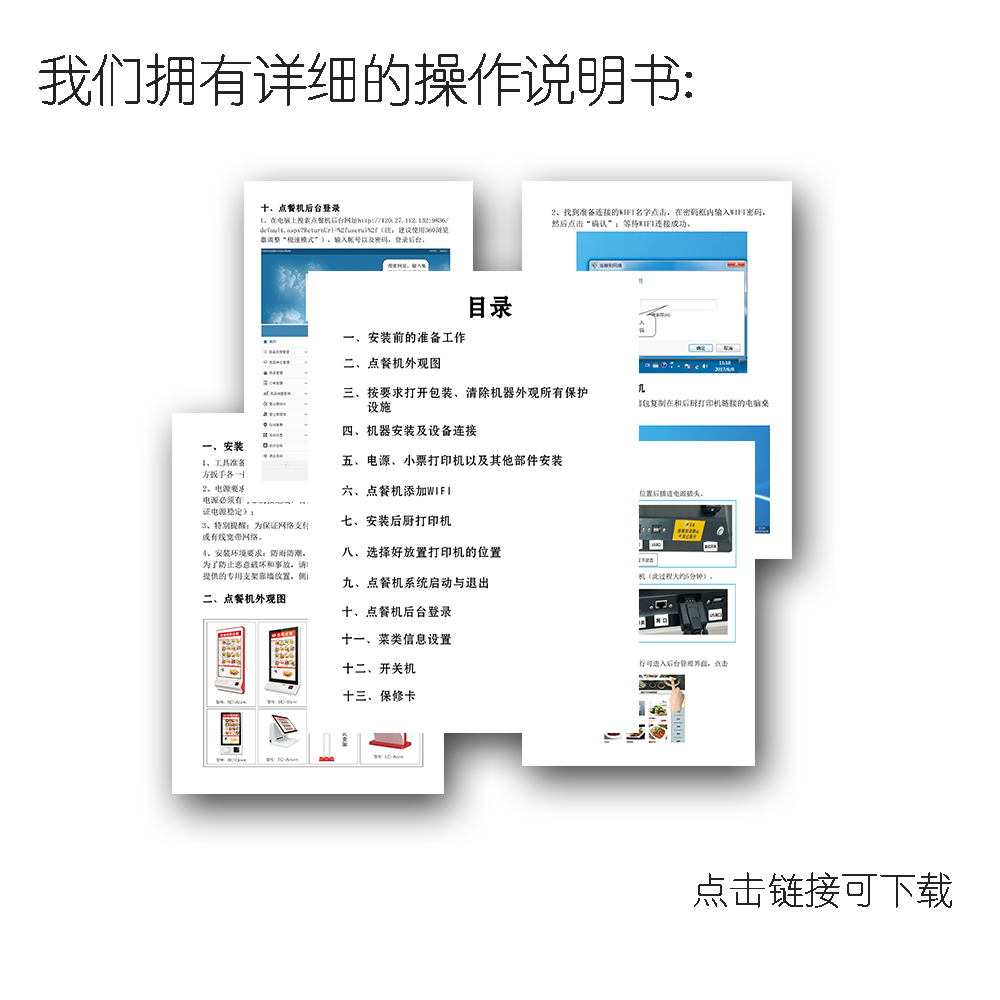 我们拥有详细的操作说明书:
十、点餐机后台登录
1、在电脑上搜索点餐机后台网址http://120.27.112.132:9836/
default.aspx?ReturnUrl=%2fuserui%2f（注：建议使用360浏览
器调整“极速模式”），输入帐号以及密码，登录后台。
2、找到准备连接的WIFI名字点击，在密码框内输入WIFI密码，
然后点击“确认”；等待WIFI连接成功。
连接到网络
确定
取消
11:18
2017/6/8
机
包复制在和后厨打印机链接的电脑桌
目录
一、安装前的准备工作
二、点餐机外观图
三、按要求打开包装、清除机器外观所有保护
设施
四、机器安装及设备连接
五、电源、小票打印机以及其他部件安装
六、点餐机添加WIFI
七、安装后厨打印机
八、选择好放置打印机的位置
九、点餐机系统启动与退出
十、点餐机后台登录
十一、菜类信息设置
十二、开关机
十三、保修卡
一、安装
1、工具准备
方扳手各一
2、电源要求
电源必须有
证电源稳定）；
3、特别提醒：为保证网络支付
或有线宽带网络。
4、安装环境要求：防雨防潮，
为了防止恶意破坏和事故，请
提供的专用支架靠墙放置，侧
二、点餐机外观图
位置后插进电源插头。
机（此过程大约5分钟）。
网口
USB口
行可进入后台管理界面，点击
点击链接可下载